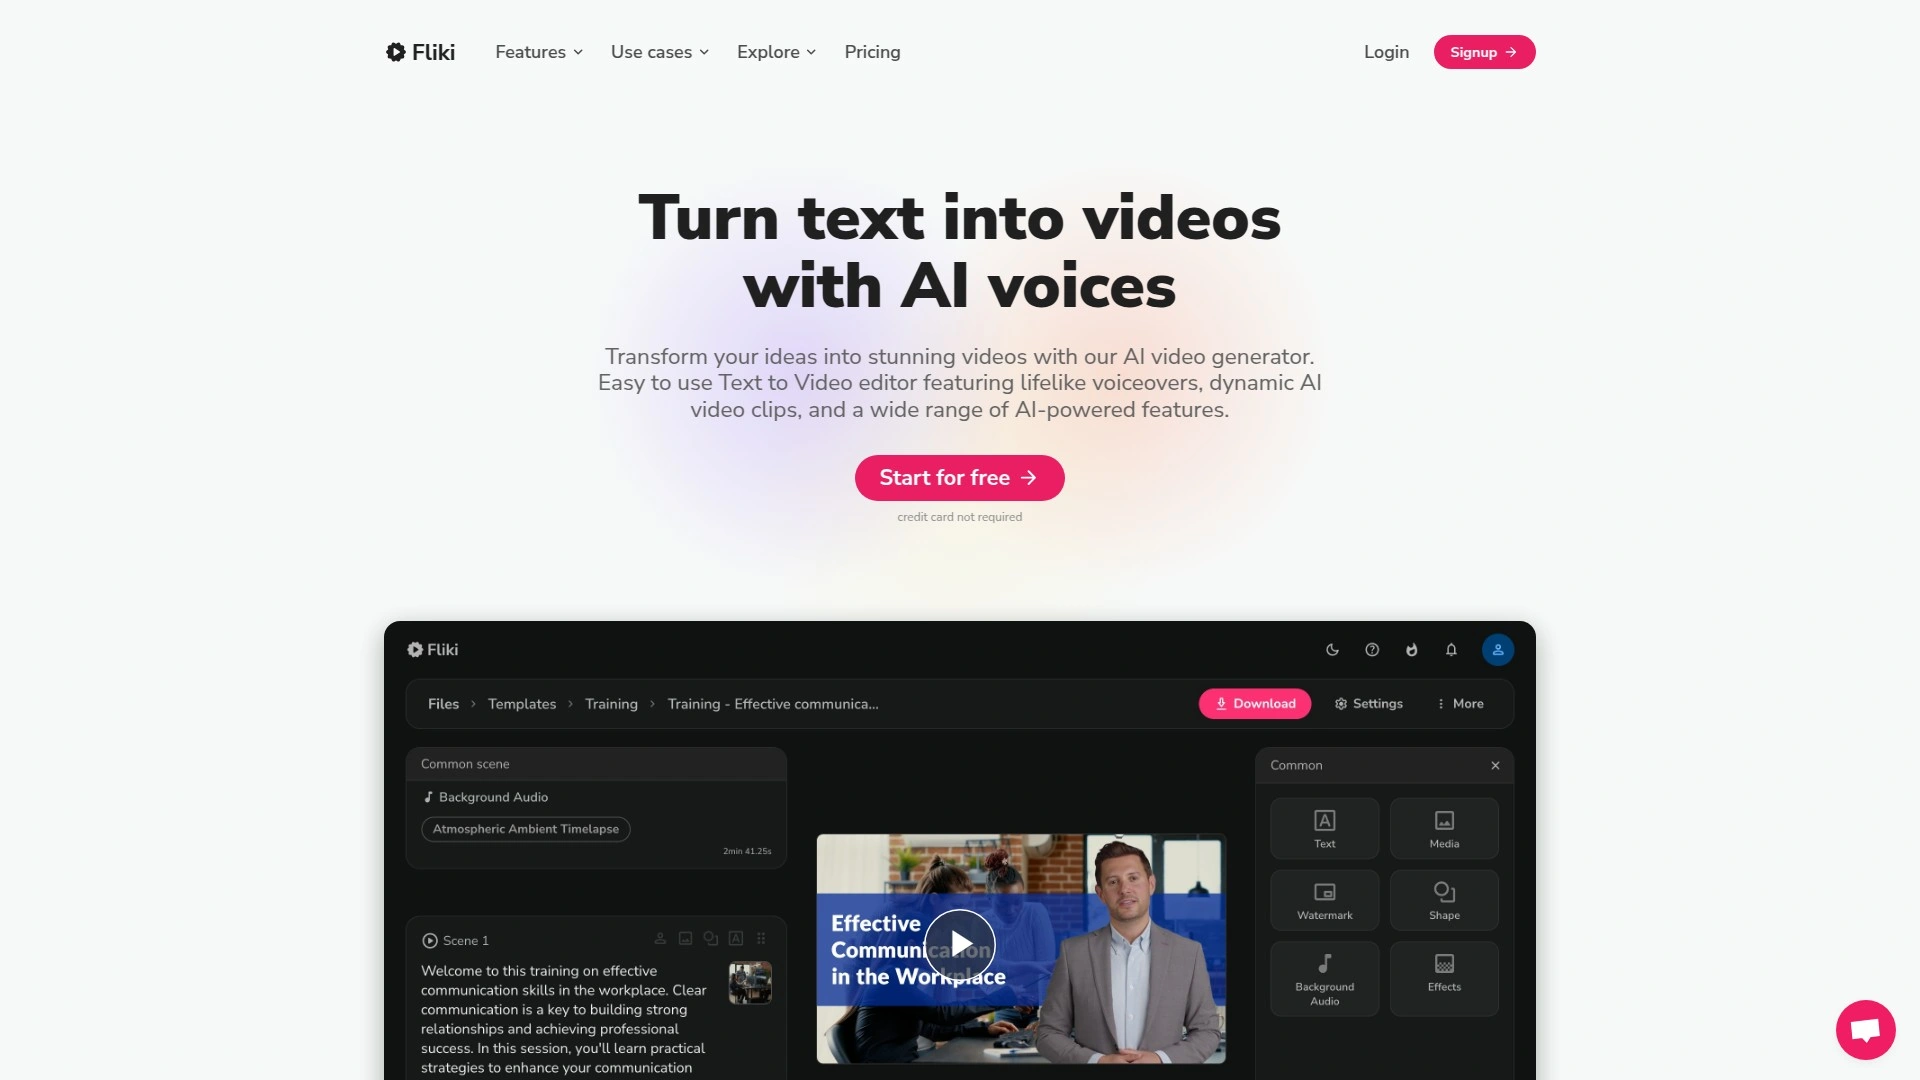 Fliki
Features
Use cases
Explore
Pricing
Login
Signup
Turn text into videos
with AI voices
Transform your ideas into stunning videos with our AI video generator.
Easy to use Text to Video editor featuring lifelike voiceovers, dynamic AI
video clips, and a wide range of AI-powered features.
Start for free
credit card not required
Fliki
Files
Templates
Training
Training - Effective communica...
Download
Settings
More
Common scene
Background Audio
Atmospheric Ambient Timelapse
2min 41.25s
Scene 1
Welcome to this training on effective
communication skills in the workplace. Clear
communication is a key to building strong
relationships and achieving professional
success. In this session, you'll learn practical
strategies to enhance your communication
Effective
Communication
in the Workplace
Common
Text
Media
Watermark
Shape
Background
Audio
Effects